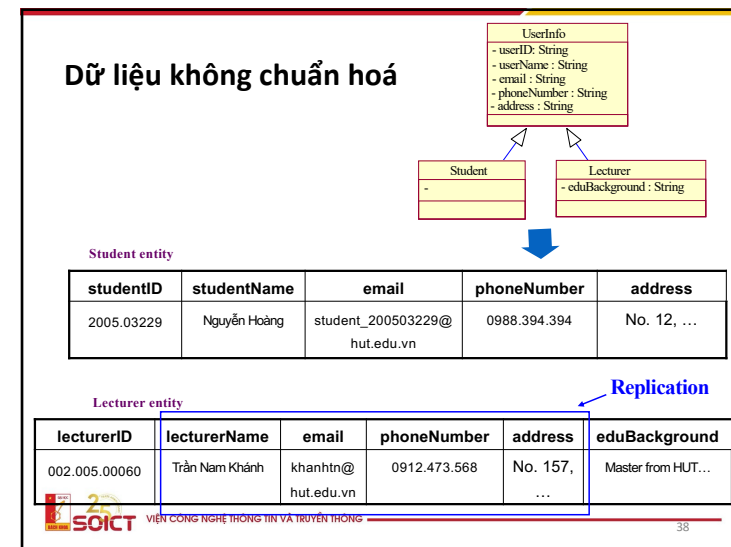 Dữ liệu không chuẩn hoá
UserInfo
- userID: String
- userName : String
- email : String
- phoneNumber : String
- address : String
Student
-
Lecturer
- eduBackground : String
Student entity
studentID studentName email phoneNumber address
2005.03229 Nguyễn Hoàng student_200503229@ 0988.394.394 No. 12, …
hut.edu.vn
Replication
Lecturer entity
lecturerID lecturerName email phoneNumber address eduBackground
002.005.00060 Trần Nam Khánh khanhtn@ 0912.473.568 No. 157, Master from HUT…
hut.edu.vn …
25
SOICT VIỆN CÔNG NGHỆ THÔNG TIN VÀ TRUYỀN THÔNG
38